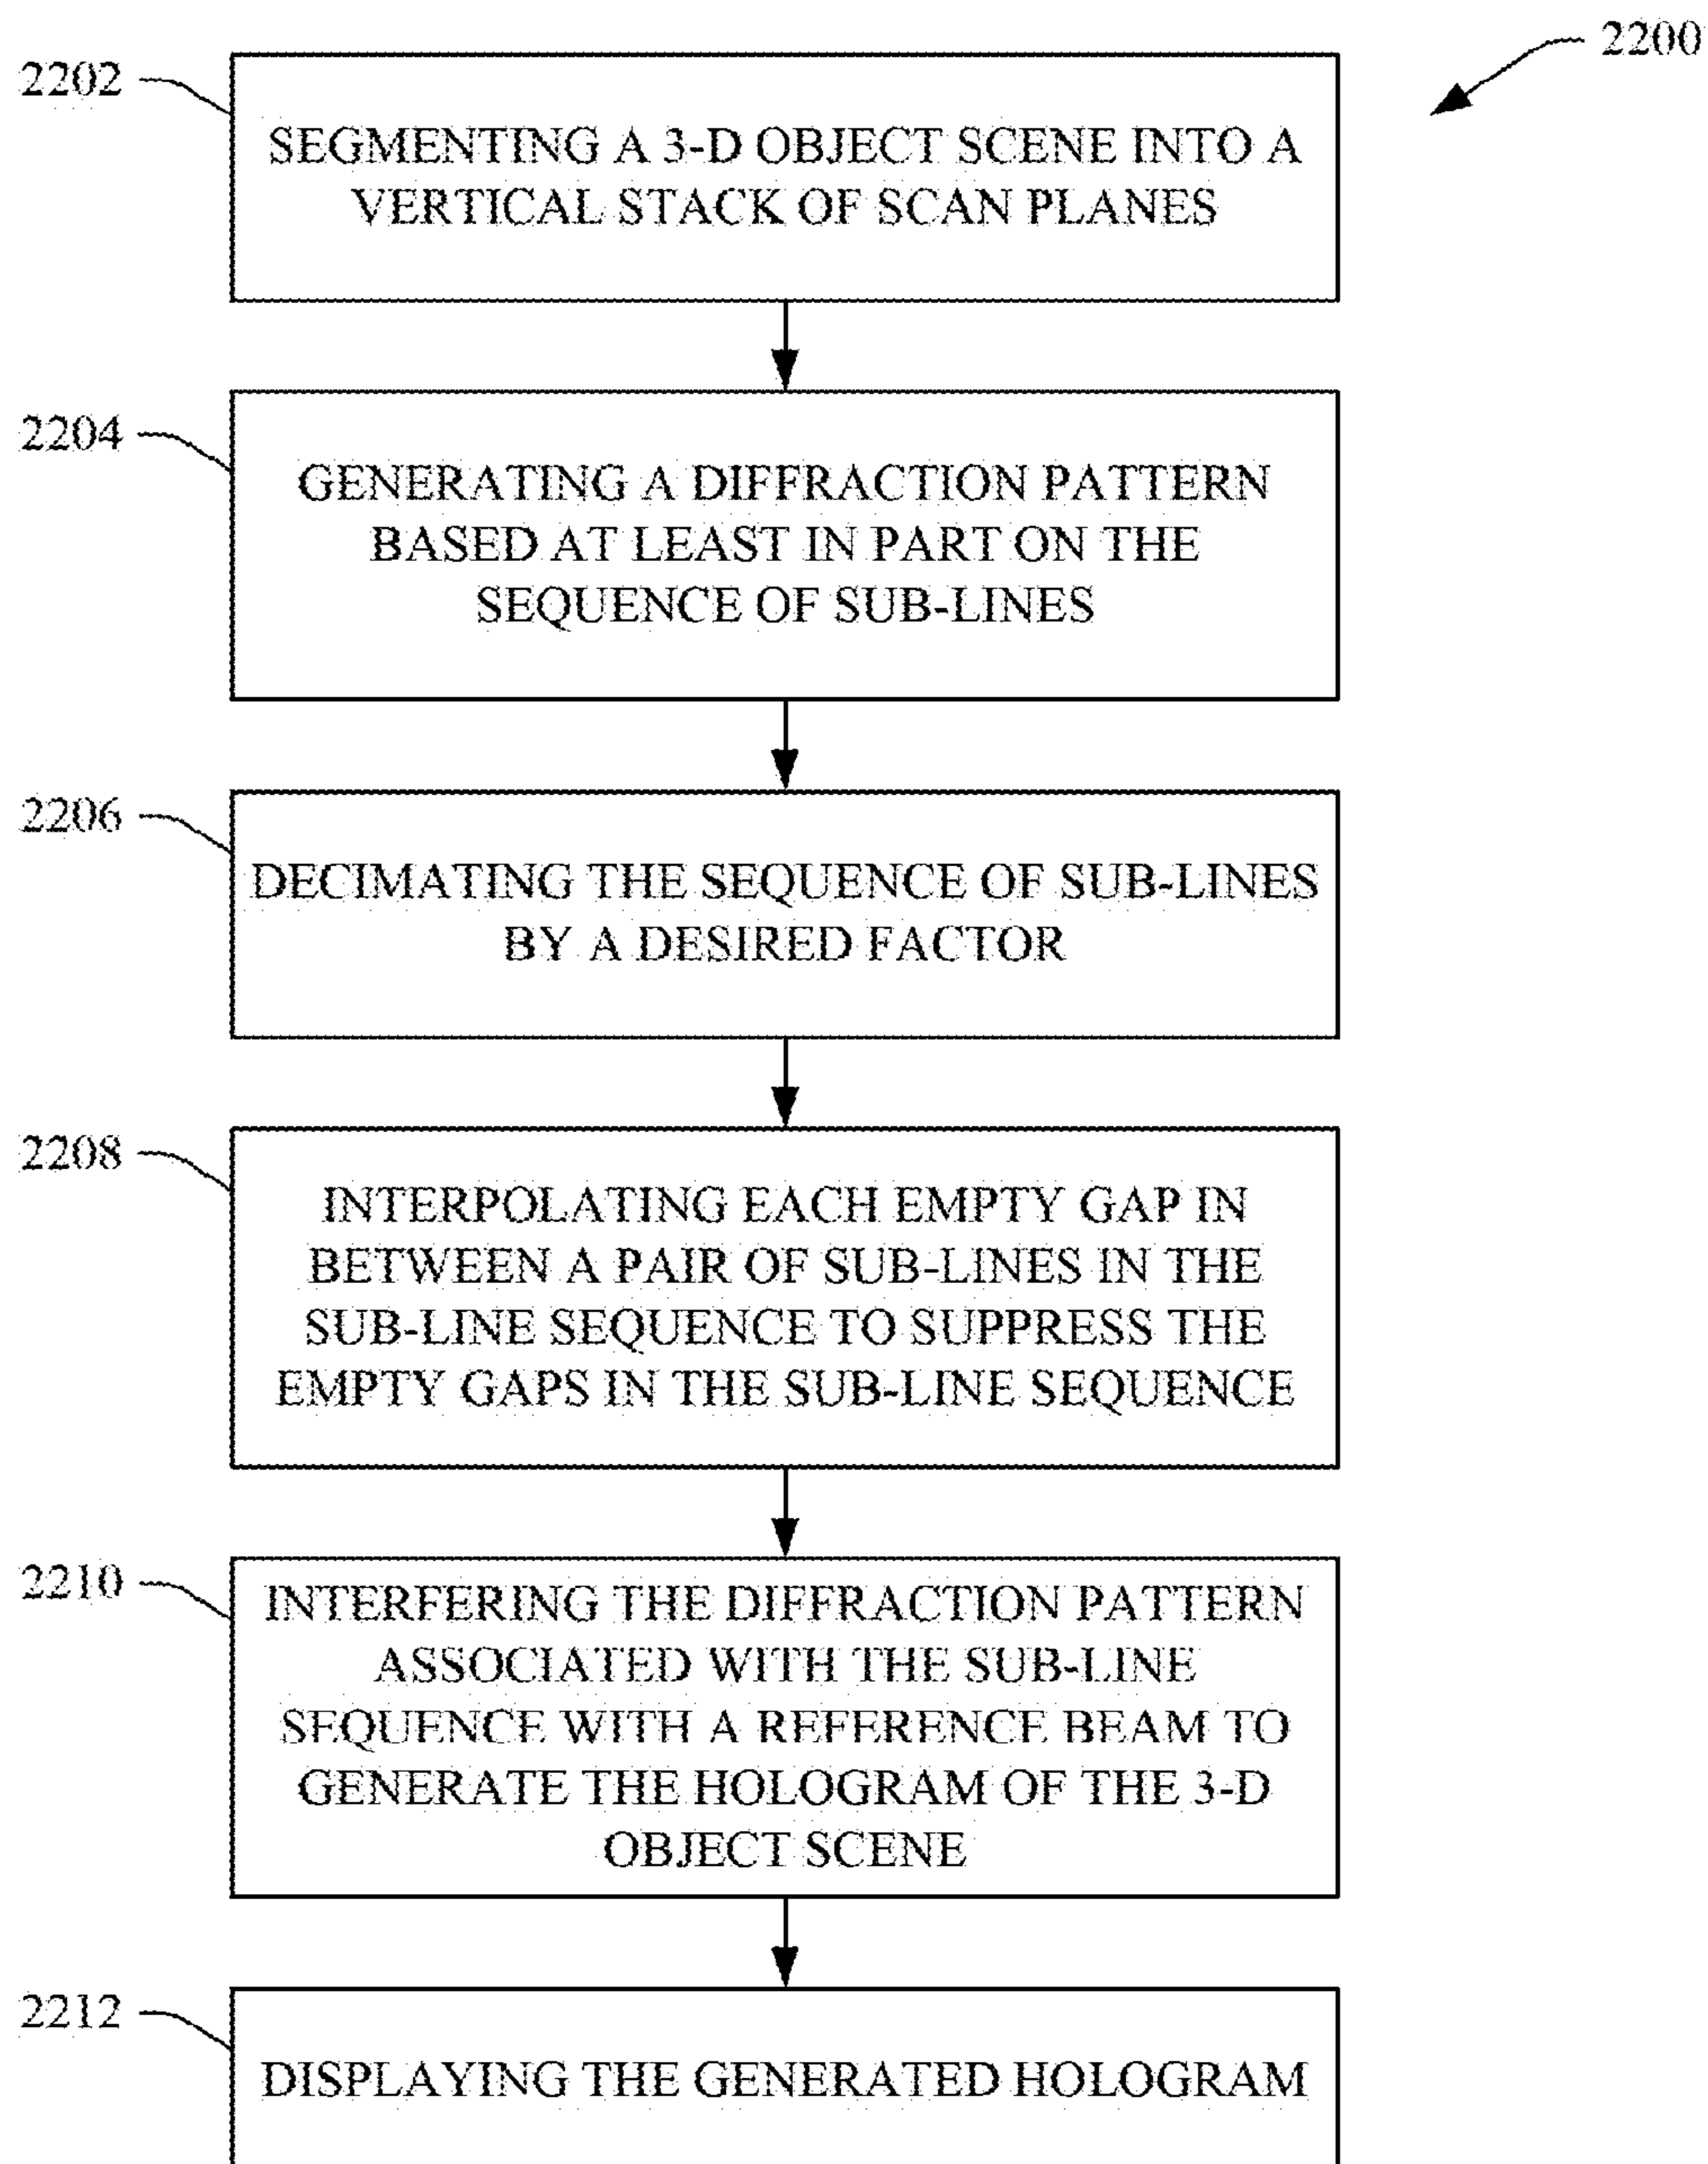 2200
2202
SEGMENTING A 3-D OBJECT SCENE INTO A
VERTICAL STACK OF SCAN PLANES
2204
GENERATING A DIFFRACTION PATTERN
BASED AT LEAST IN PART ON THE
SEQUENCE OF SUB-LINES
2206
DECIMATING THE SEQUENCE OF SUB-LINES
BY A DESIRED FACTOR
2208
INTERPOLATING EACH EMPTY GAP IN
BETWEEN A PAIR OF SUB-LINES IN THE
SUB-LINE SEQUENCE TO SUPPRESS THE
EMPTY GAPS IN THE SUB-LINE SEQUENCE
2210
INTERFERING THE DIFFRACTION PATTERN
ASSOCIATED WITH THE SUB-LINE
SEQUENCE WITH A REFERENCE BEAM TO
GENERATE THE HOLOGRAM OF THE 3-D
OBJECT SCENE
2212
DISPLAYING THE GENERATED HOLOGRAM